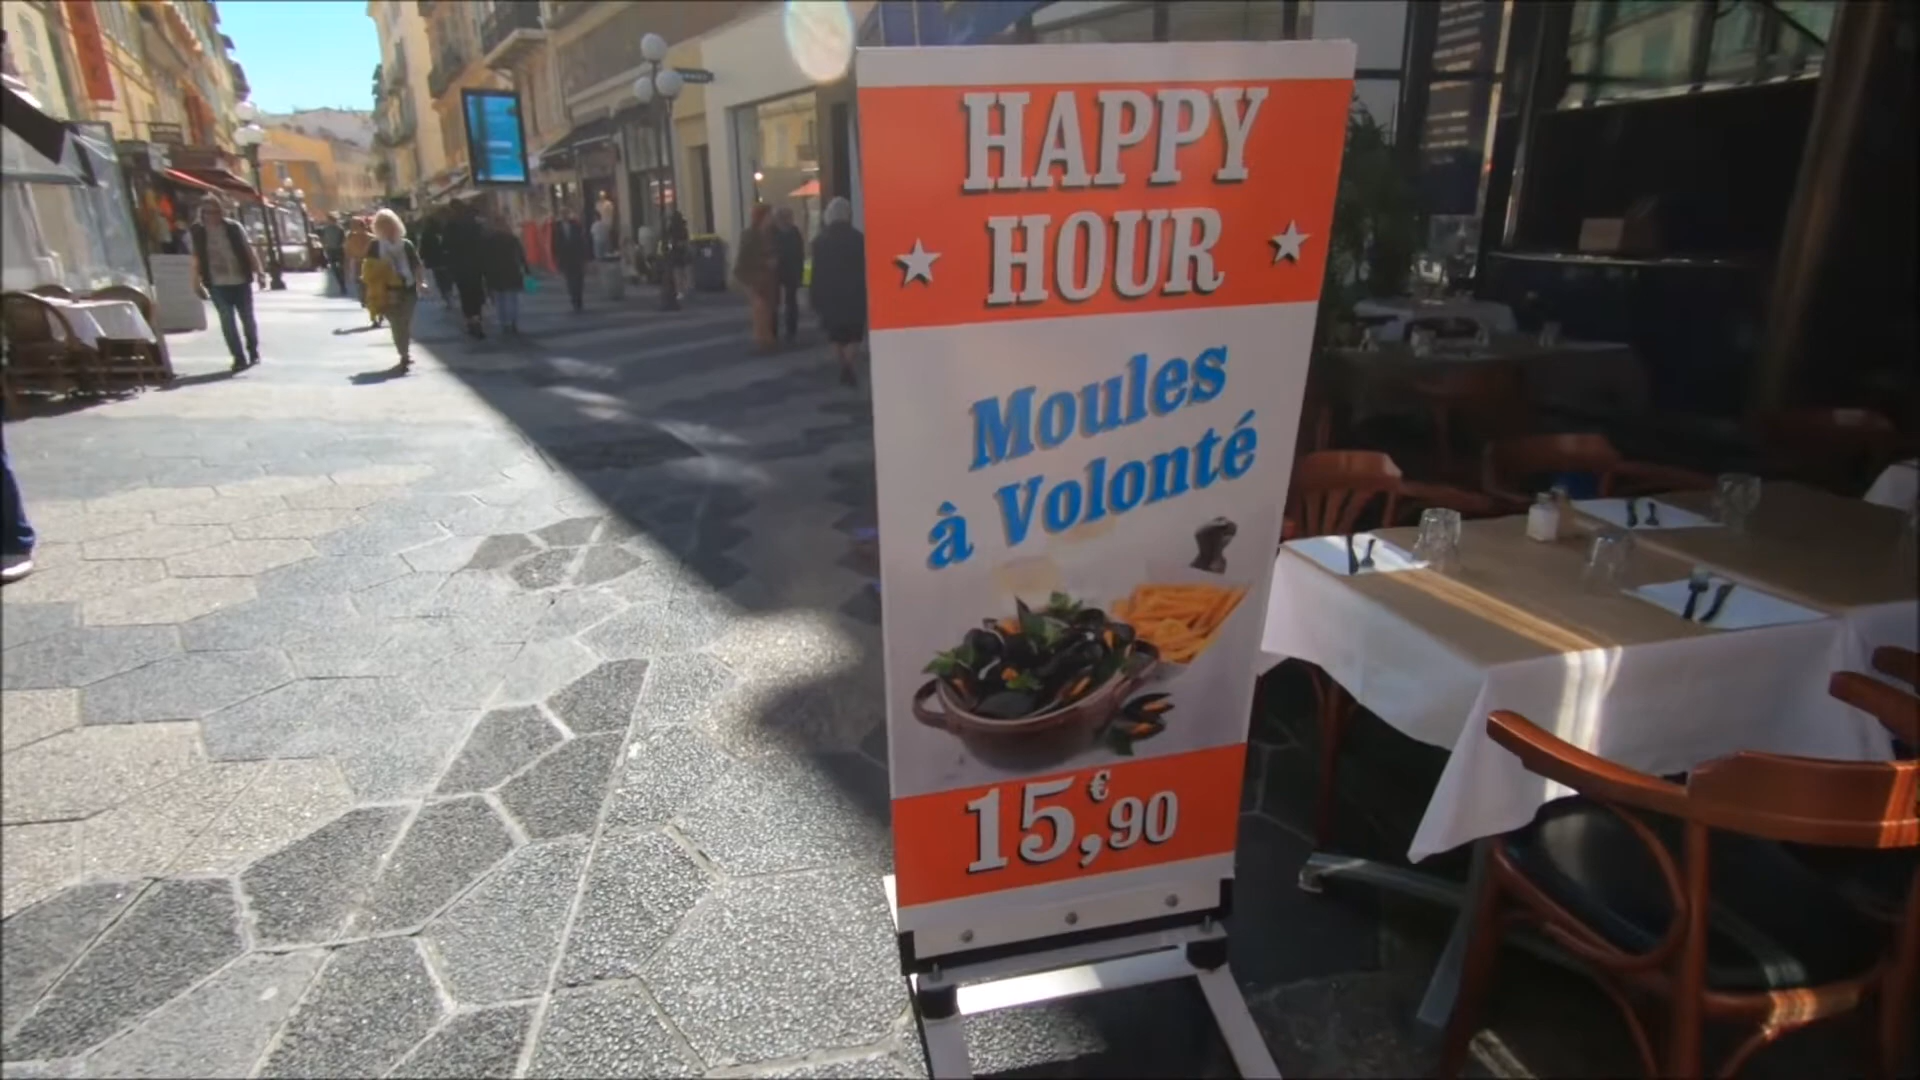 HAPPY
HOUR
Moules
à Volonté
15,€90